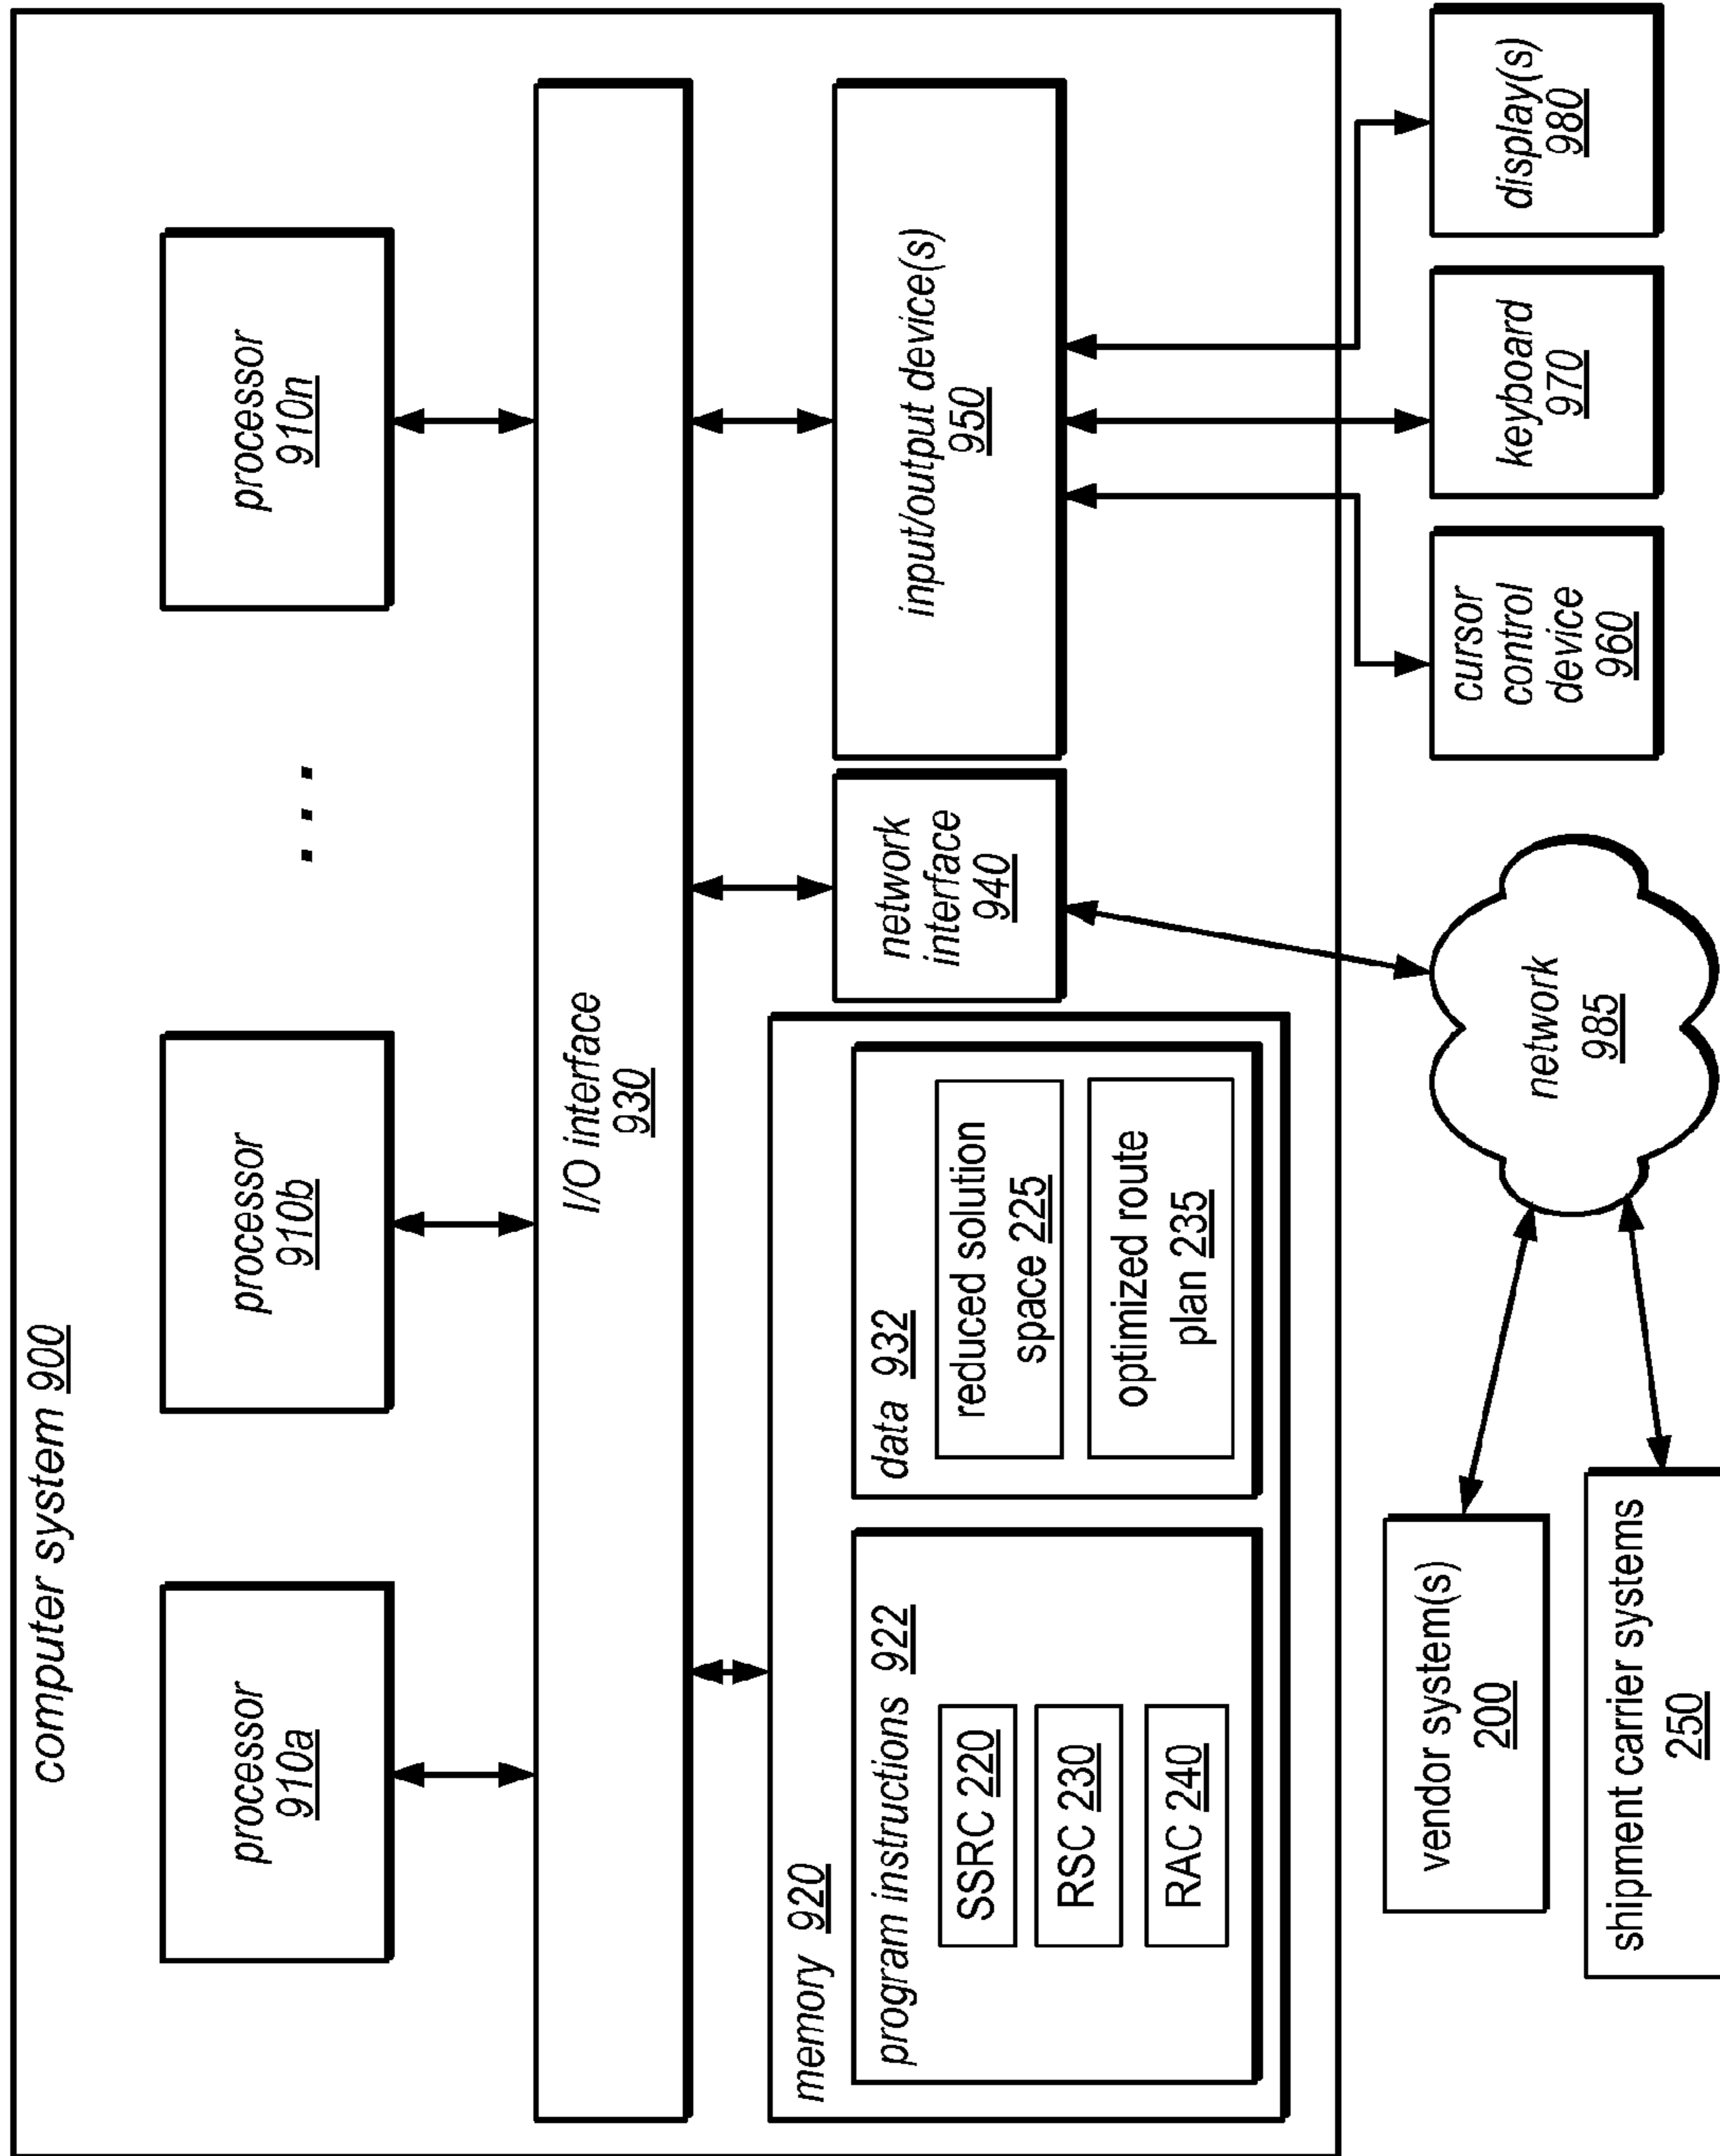 computer system 900
processor
910a
processor
910b
. . .
processor
910n
I/O interface
930
memory 920
program instructions 922
SSRC 220
RSC 230
RAC 240
data 932
reduced solution
space 225
optimized route
plan 235
network
interface
940
input/output device(s)
950
vendor system(s)
200
shipment carrier systems
250
network
985
cursor
control
device
960
keyboard
970
display(s)
980